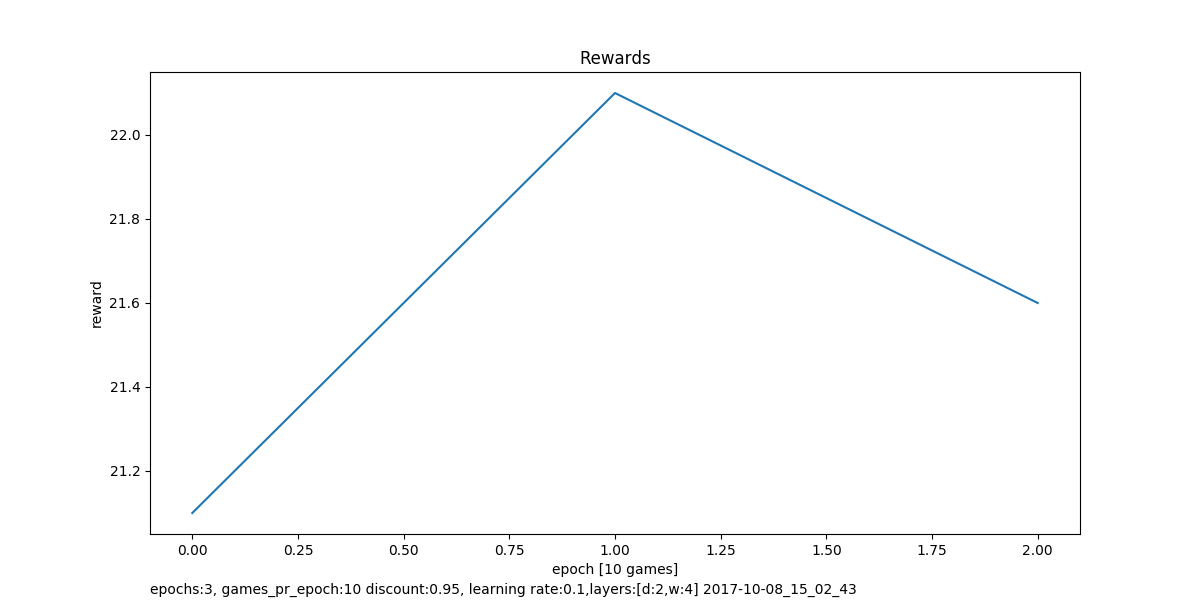 Rewards
22.0
21.8
21.6
21.4
21.2
reward
0.00 0.25 0.50 0.75 1.00 1.25 1.50 1.75 2.00
epoch [10 games]
epochs:3, games_pr_epoch:10 discount:0.95, learning rate:0.1,layers:[d:2,w:4] 2017-10-08_15_02_43